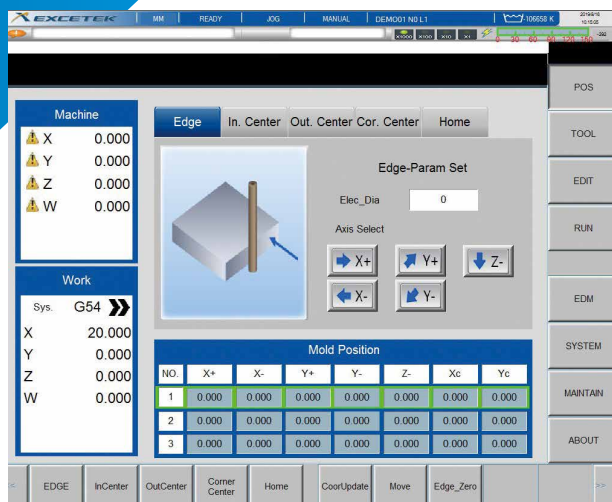 EXCETEK MM READY JOG MANUAL DEMO01 N0 L1 -106658 K 2019/9/16
10:15:05
X1000 X100 X10 X1 0 30 60 90 120 150 -292
POS
Machine
X 0.000
Y 0.000
Z 0.000
W 0.000
Edge In. Center Out. Center Cor. Center Home
TOOL
Edge-Param Set
Elec_Dia 0
EDIT
Axis Select
RUN
X+ Y+ Z-
X- Y-
Work
Sys. G54
X 20.000
Y 0.000
Z 0.000
W 0.000
EDM
SYSTEM
Mold Position
NO. X+ X- Y+ Y- Z- Xc Yc
1 0.000 0.000 0.000 0.000 0.000 0.000 0.000
2 0.000 0.000 0.000 0.000 0.000 0.000 0.000
3 0.000 0.000 0.000 0.000 0.000 0.000 0.000
MAINTAIN
ABOUT
<< EDGE InCenter OutCenter Corner Center Home CoorUpdate Move Edge_Zero >>